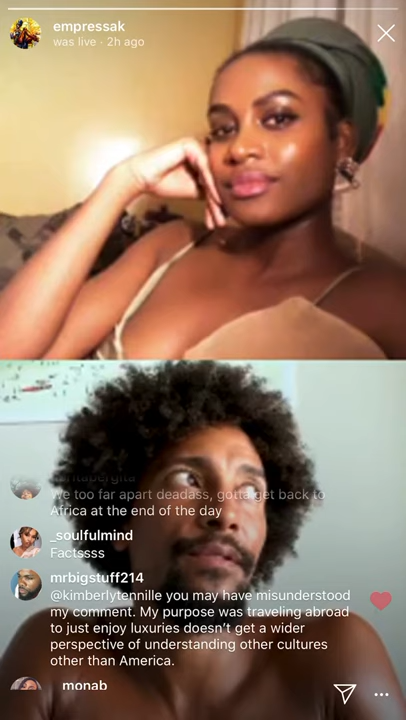 empressak
was live · 2h ago
We too far apart deadass, gotta get back to
Africa at the end of the day
_soulfulmind
Factssss
mrbigstuff214
@kimberlytennille you may have misunderstood
my comment. My purpose was traveling abroad
to just enjoy luxuries doesn't get a wider
perspective of understanding other cultures
other than America.
monab